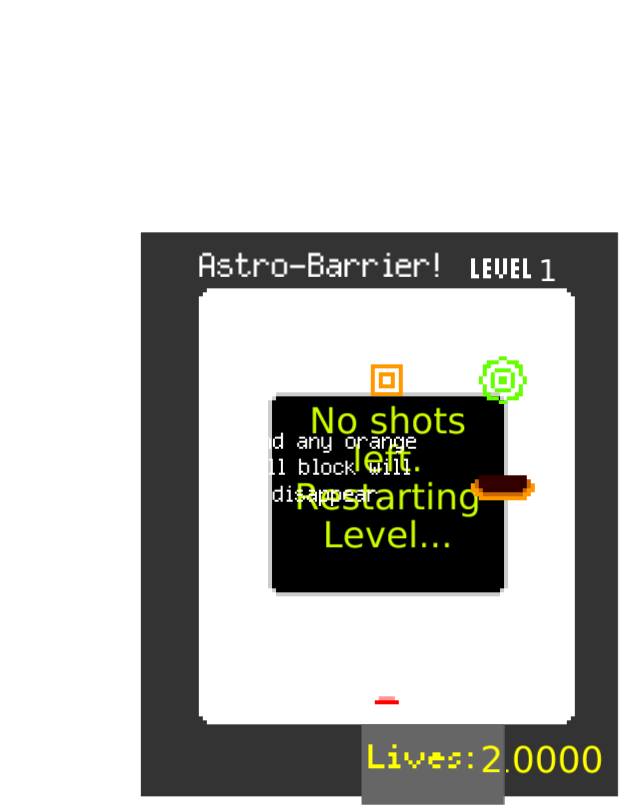 Astro-Barrier! LEVEL 1
No shots
left.
Restarting
Level...
d any orange
ll block will
disappear
Lives: 2.0000